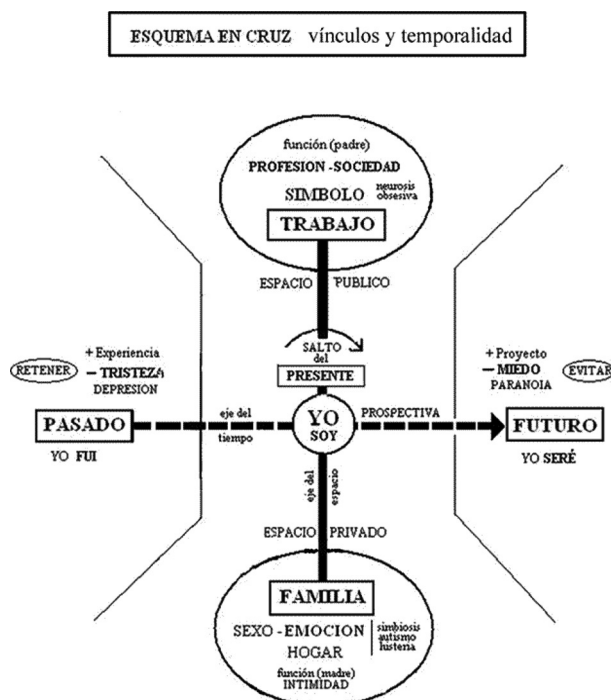 ESQUEMA EN CRUZ vínculos y temporalidad
función (padre)
PROFESION - SOCIEDAD
SIMBOLO
neurosis
obsesiva
TRABAJO
ESPACIO PUBLICO
SALTO
del
PRESENTE
+ Experiencia
RETENER
— TRISTEZA
DEPRESION
PASADO
YO FUI
eje del
tiempo
YO
SOY
PROSPECTIVA
+ Proyecto
— MIEDO
EVITAR
PARANOIA
FUTURO
YO SERÉ
eje del
espacio
ESPACIO PRIVADO
FAMILIA
SEXO - EMOCION
HOGAR
simbiosis
autismo
histeria
función (madre)
INTIMIDAD